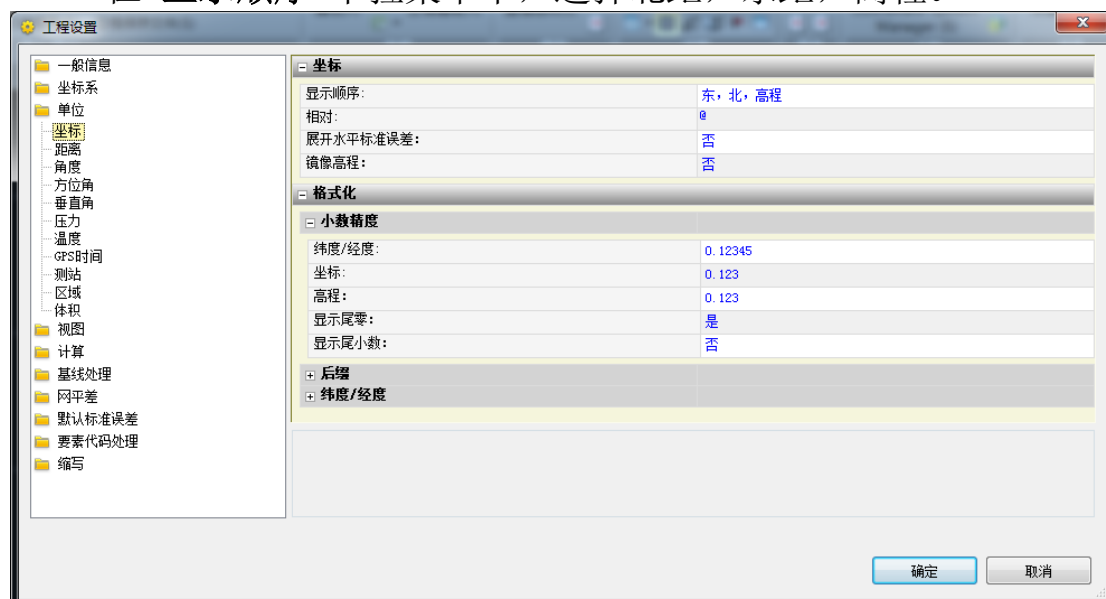 工程设置
一般信息
坐标系
单位
坐标
距离
角度
方位角
垂直角
压力
温度
GPS时间
测站
区域
体积
视图
计算
基线处理
网平差
默认标准误差
要素代码处理
缩写
坐标
显示顺序: 东，北，高程
相对: @
展开水平标准误差: 否
镜像高程: 否
格式化
小数精度
纬度/经度: 0.12345
坐标: 0.123
高程: 0.123
显示尾零: 是
显示尾小数: 否
后缀
纬度/经度
确定 取消